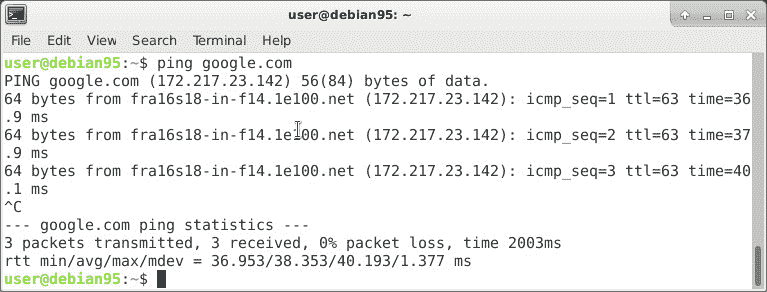 user@debian95: ~
File Edit View Search Terminal Help
user@debian95:~$ ping google.com
PING google.com (172.217.23.142) 56(84) bytes of data.
64 bytes from fra16s18-in-f14.1e100.net (172.217.23.142): icmp_seq=1 ttl=63 time=36
.9 ms
64 bytes from fra16s18-in-f14.1e100.net (172.217.23.142): icmp_seq=2 ttl=63 time=37
.9 ms
64 bytes from fra16s18-in-f14.1e100.net (172.217.23.142): icmp_seq=3 ttl=63 time=40
.1 ms
^C
--- google.com ping statistics ---
3 packets transmitted, 3 received, 0% packet loss, time 2003ms
rtt min/avg/max/mdev = 36.953/38.353/40.193/1.377 ms
user@debian95:~$